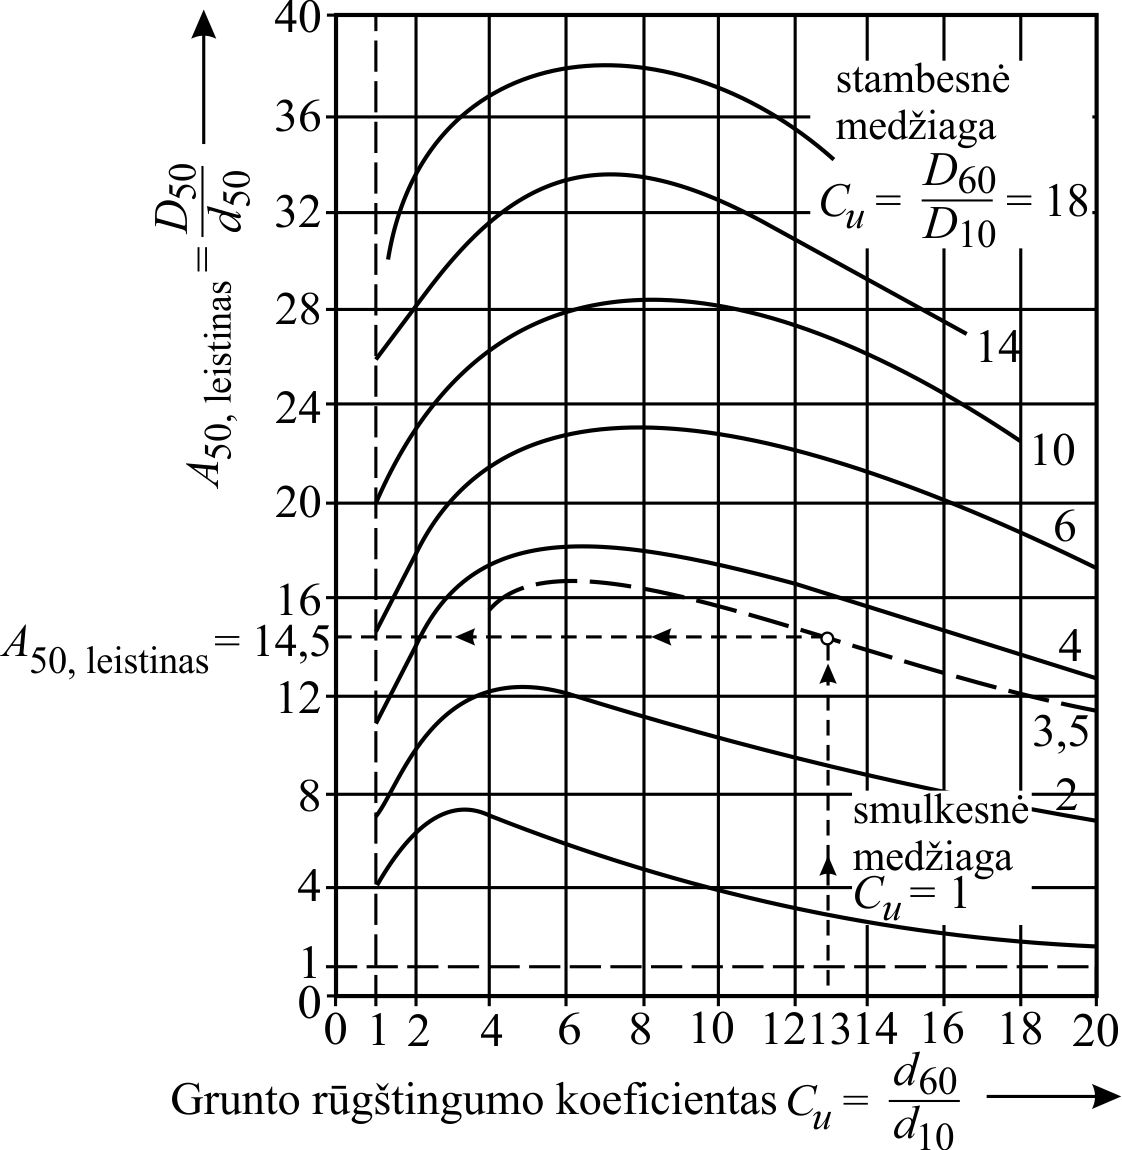 40
36
32
28
24
20
16
12
8
4
1
0
A50, leistinas = D50/d50
A50, leistinas = 14,5
stambesnė
medžiaga
Cu = D60/D10 = 18
14
10
6
4
3,5
2
smulkesnė
medžiaga
Cu = 1
0 1 2 4 6 8 10 12 13 14 16 18 20
Grunto rūgštingumo koeficientas Cu = d60/d10